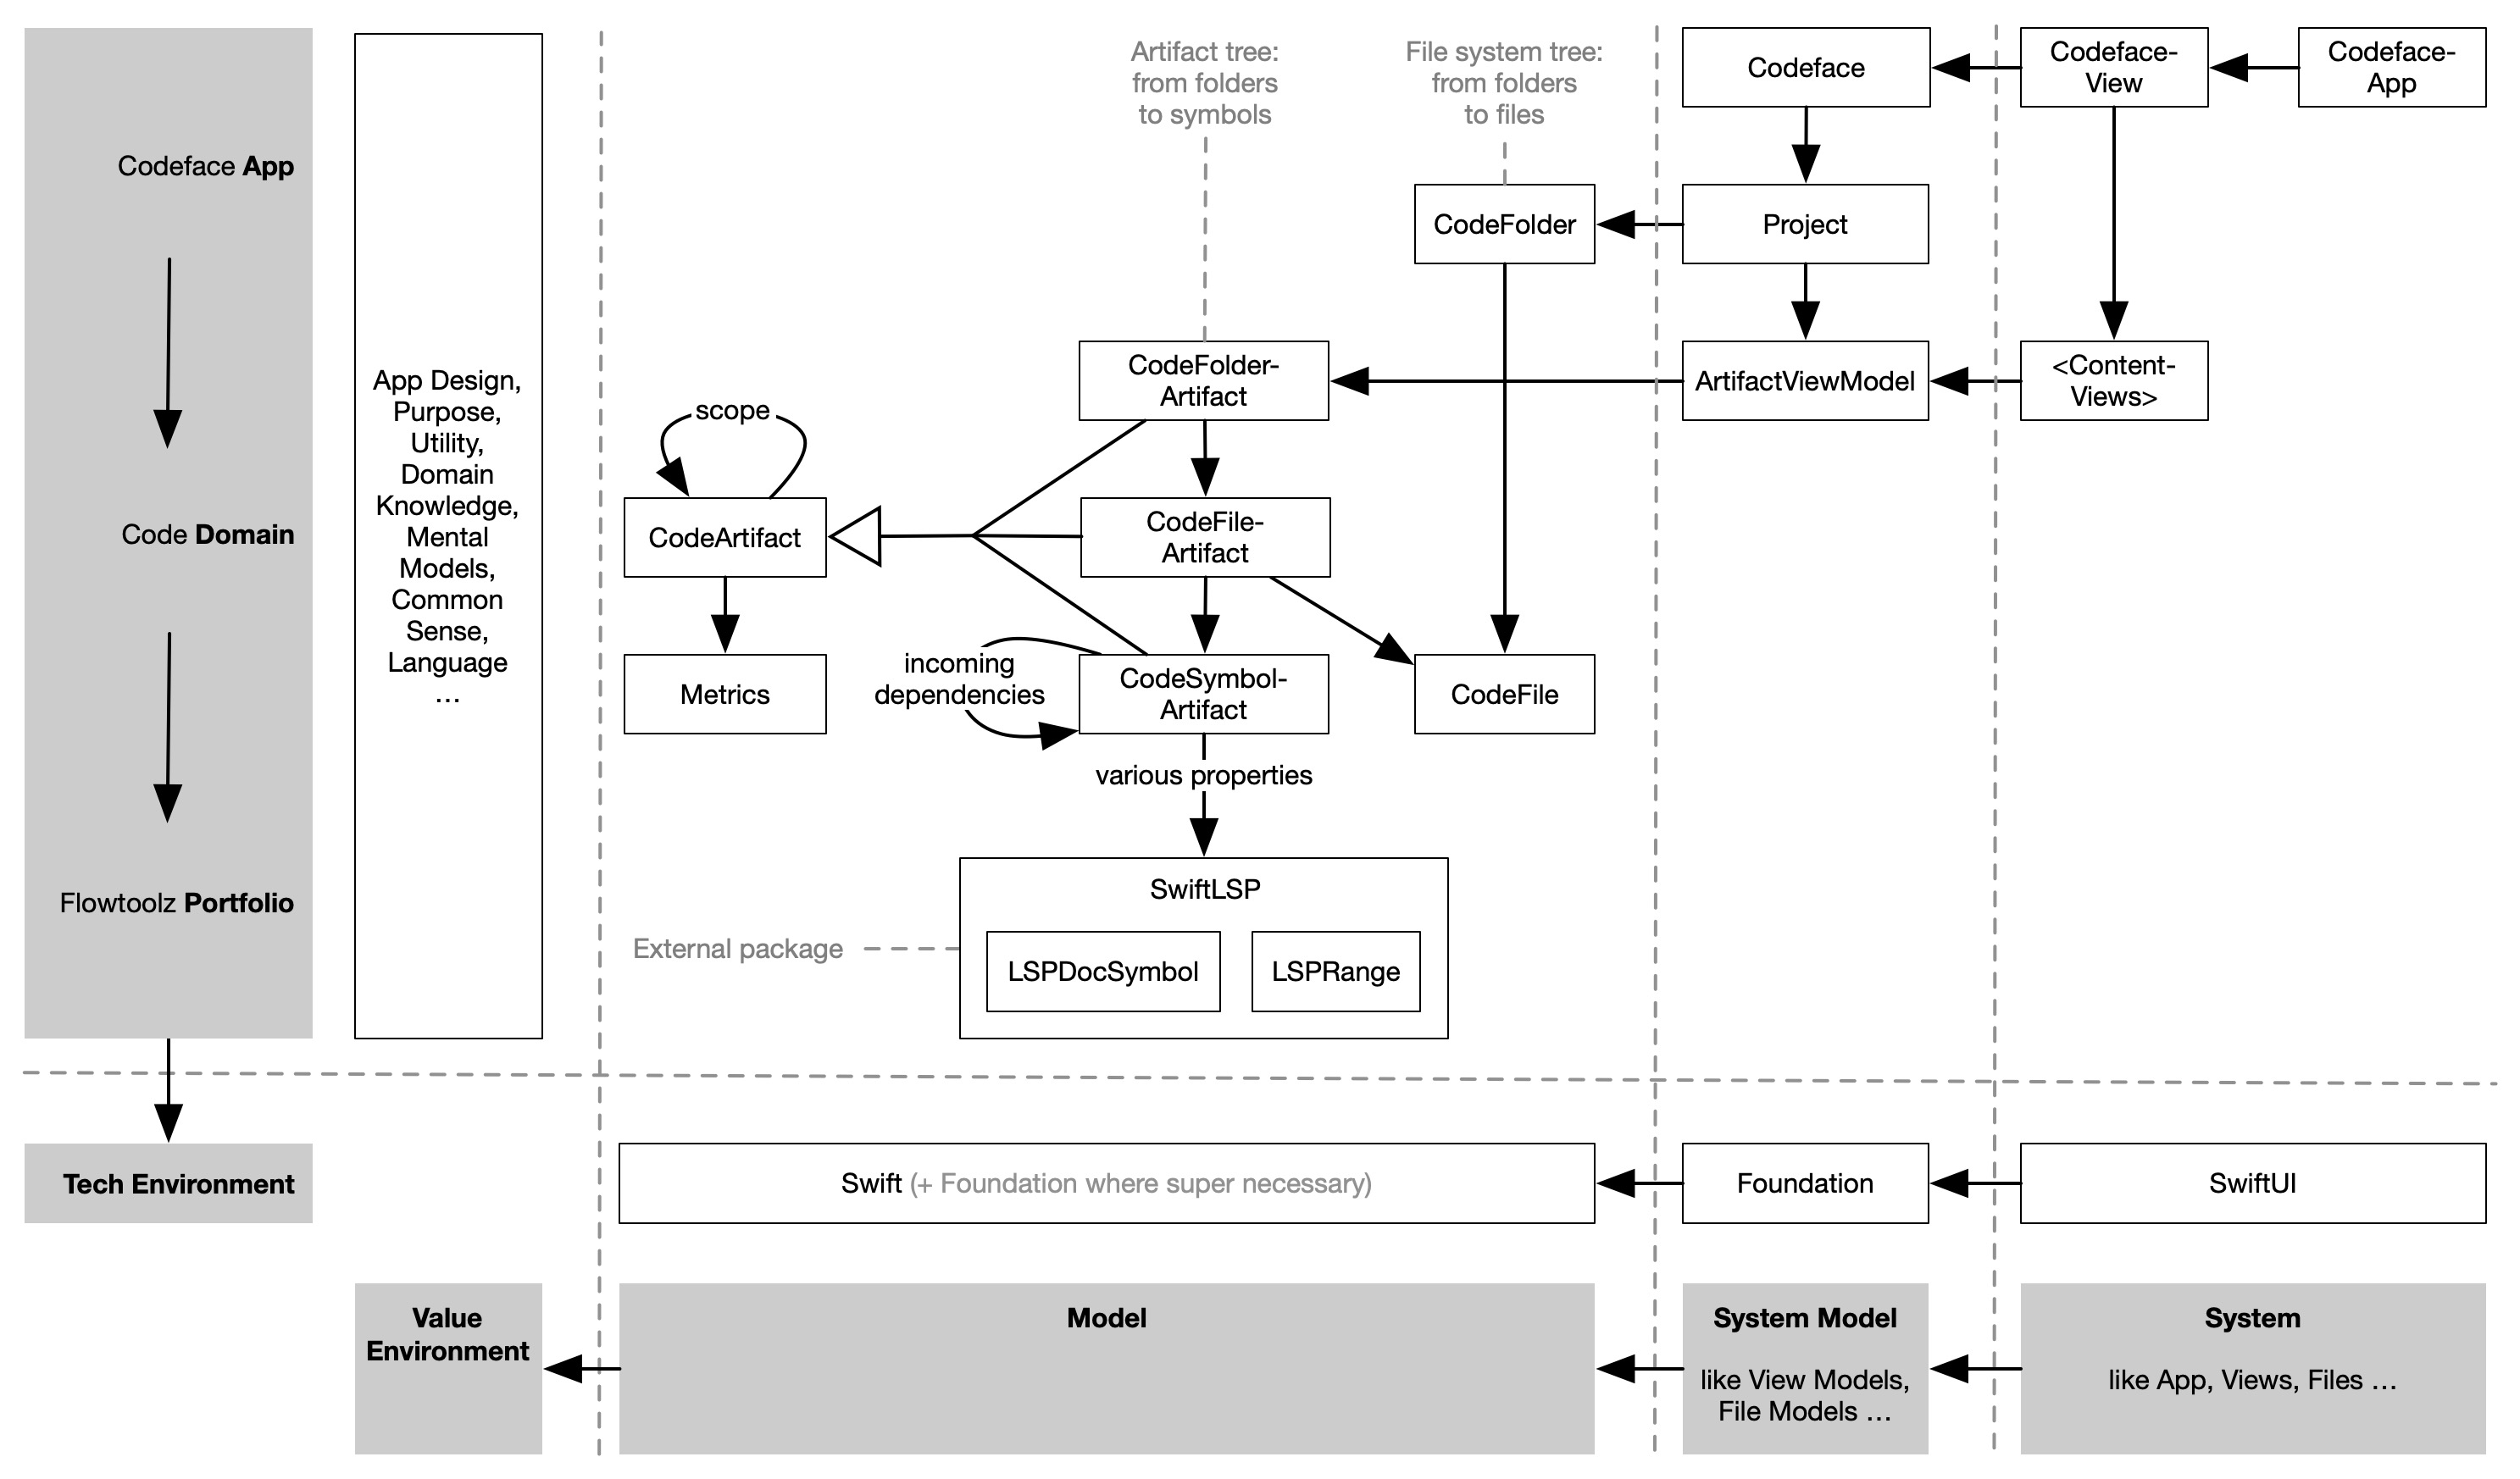 Codeface App
Code Domain
Flowtoolz Portfolio
Tech Environment
App Design,
Purpose,
Utility,
Domain
Knowledge,
Mental
Models,
Common
Sense,
Language
…
Artifact tree:
from folders
to symbols
File system tree:
from folders
to files
Codeface
Codeface-
View
Codeface-
App
CodeFolder
Project
CodeFolder-
Artifact
ArtifactViewModel
<Content-
Views>
scope
CodeArtifact
CodeFile-
Artifact
Metrics
incoming
dependencies
CodeSymbol-
Artifact
CodeFile
various properties
SwiftLSP
External package
LSPDocSymbol
LSPRange
Swift (+ Foundation where super necessary)
Foundation
SwiftUI
Value
Environment
Model
System Model
like View Models,
File Models …
System
like App, Views, Files …